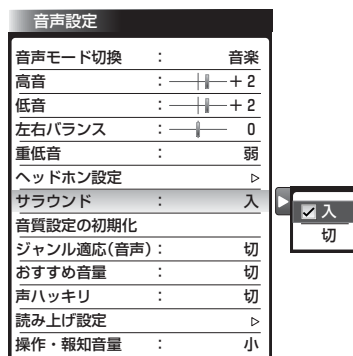 音声設定
音声モード切換 : 音楽
高音 : +2
低音 : +2
左右バランス : 0
重低音 : 弱
ヘッドホン設定
サラウンド : 入
入
切
音質設定の初期化
ジャンル適応(音声) : 切
おすすめ音量 : 切
声ハッキリ : 切
読み上げ設定
操作・報知音量 : 小